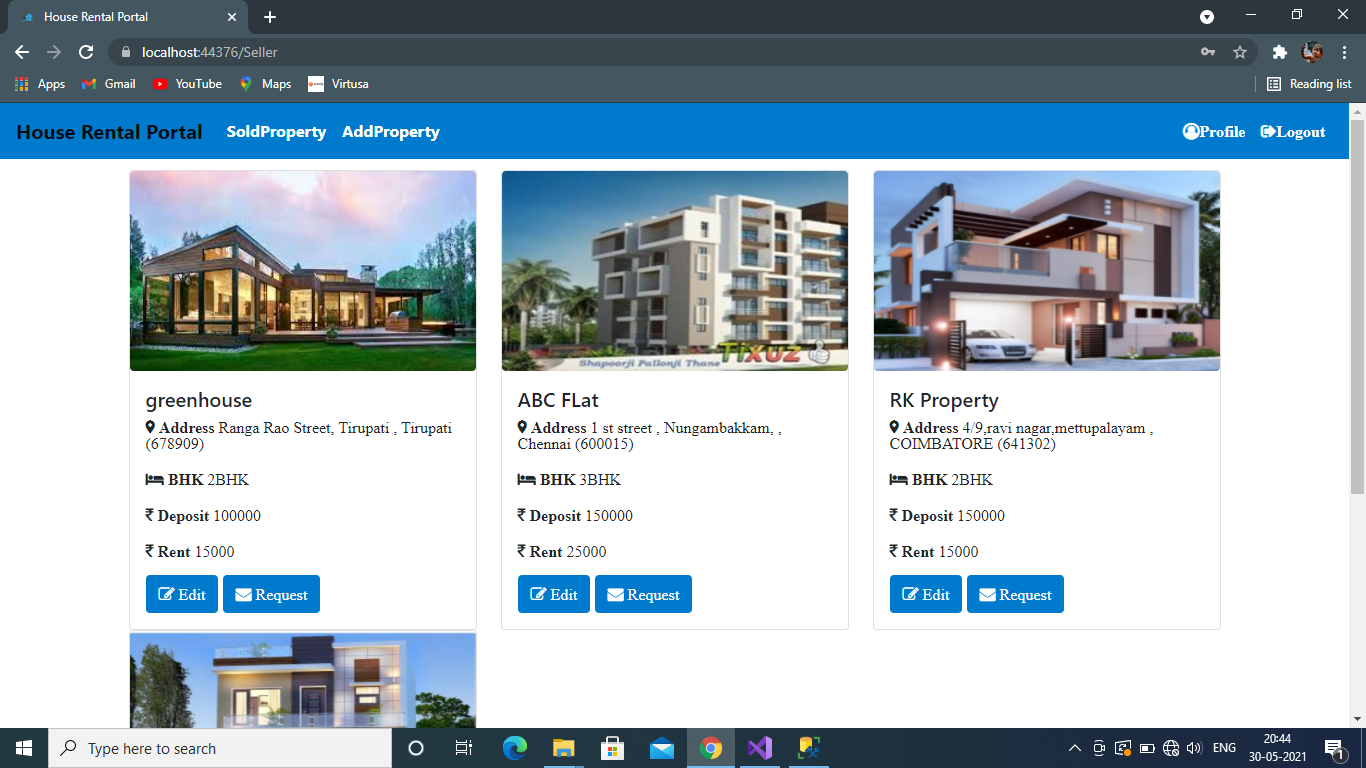 House Rental Portal
localhost:44376/Seller
Apps Gmail YouTube Maps Virtusa Reading list
House Rental Portal SoldProperty AddProperty Profile Logout
TixUZ
Shapoorji Pallonji Thane
greenhouse
Address Ranga Rao Street, Tirupati , Tirupati
(678909)
BHK 2BHK
Deposit 100000
₹ Rent 15000
Edit Request
ABC FLat
Address 1 st street , Nungambakkam, ,
Chennai (600015)
BHK 3BHK
₹ Deposit 150000
₹ Rent 25000
Edit Request
RK Property
Address 4/9,ravi nagar,mettupalayam ,
COIMBATORE (641302)
BHK 2BHK
₹ Deposit 150000
₹ Rent 15000
Edit Request
Type here to search
ENG
20:44
30-05-2021
1